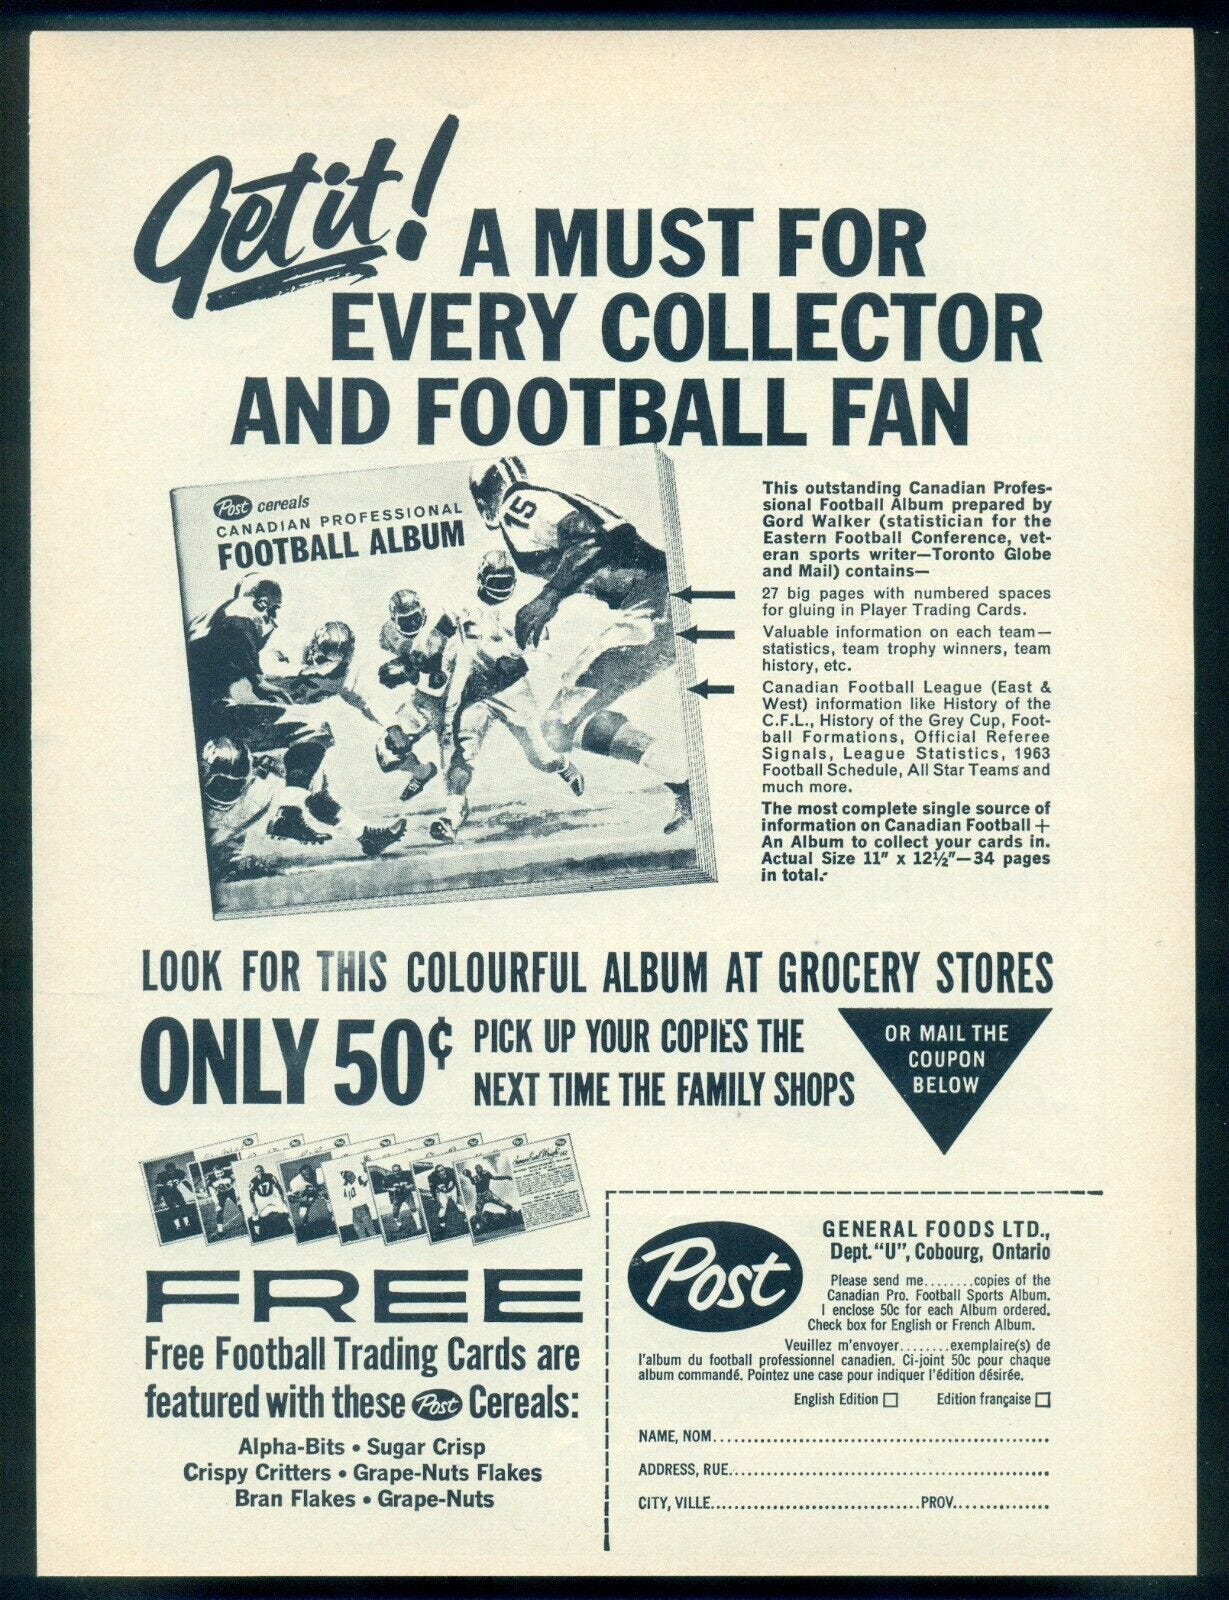 Get it!
A MUST FOR
EVERY COLLECTOR
AND FOOTBALL FAN
Post cereals
CANADIAN PROFESSIONAL
FOOTBALL ALBUM
15
This outstanding Canadian Profes-
sional Football Album prepared by
Gord Walker (statistician for the
Eastern Football Conference, vet-
eran sports writer—Toronto Globe
and Mail) contains—
27 big pages with numbered spaces
for gluing in Player Trading Cards.
Valuable information on each team—
statistics, team trophy winners, team
history, etc.
Canadian Football League (East &
West) information like History of the
C.F.L., History of the Grey Cup, Foot-
ball Formations, Official Referee
Signals, League Statistics, 1963
Football Schedule, All Star Teams and
much more.
The most complete single source of
information on Canadian Football +
An Album to collect your cards in.
Actual Size 11" x 12½"—34 pages
in total.
LOOK FOR THIS COLOURFUL ALBUM AT GROCERY STORES
ONLY 50¢
PICK UP YOUR COPIES THE
NEXT TIME THE FAMILY SHOPS
OR MAIL THE
COUPON
BELOW
FREE
Free Football Trading Cards are
featured with these Post Cereals:
Alpha-Bits • Sugar Crisp
Crispy Critters • Grape-Nuts Flakes
Bran Flakes • Grape-Nuts
Post
GENERAL FOODS LTD.,
Dept. "U", Cobourg, Ontario
Please send me........copies of the
Canadian Pro. Football Sports Album.
I enclose 50c for each Album ordered.
Check box for English or French Album.
Veuillez m'envoyer........exemplaire(s) de
l'album du football professionnel canadien. Ci-joint 50c pour chaque
album commandé. Pointez une case pour indiquer l'édition désirée.
English Edition Edition française
NAME, NOM
ADDRESS, RUE
CITY, VILLE PROV.